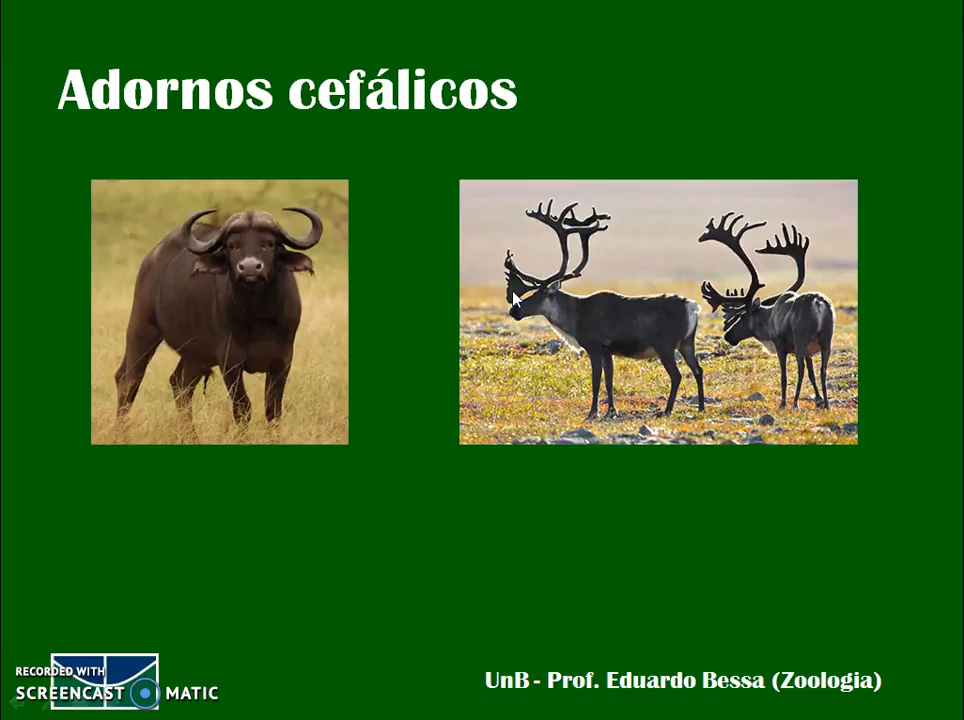 Adornos cefálicos
UnB - Prof. Eduardo Bessa (Zoologia)
RECORDED WITH
SCREENCAST MATIC